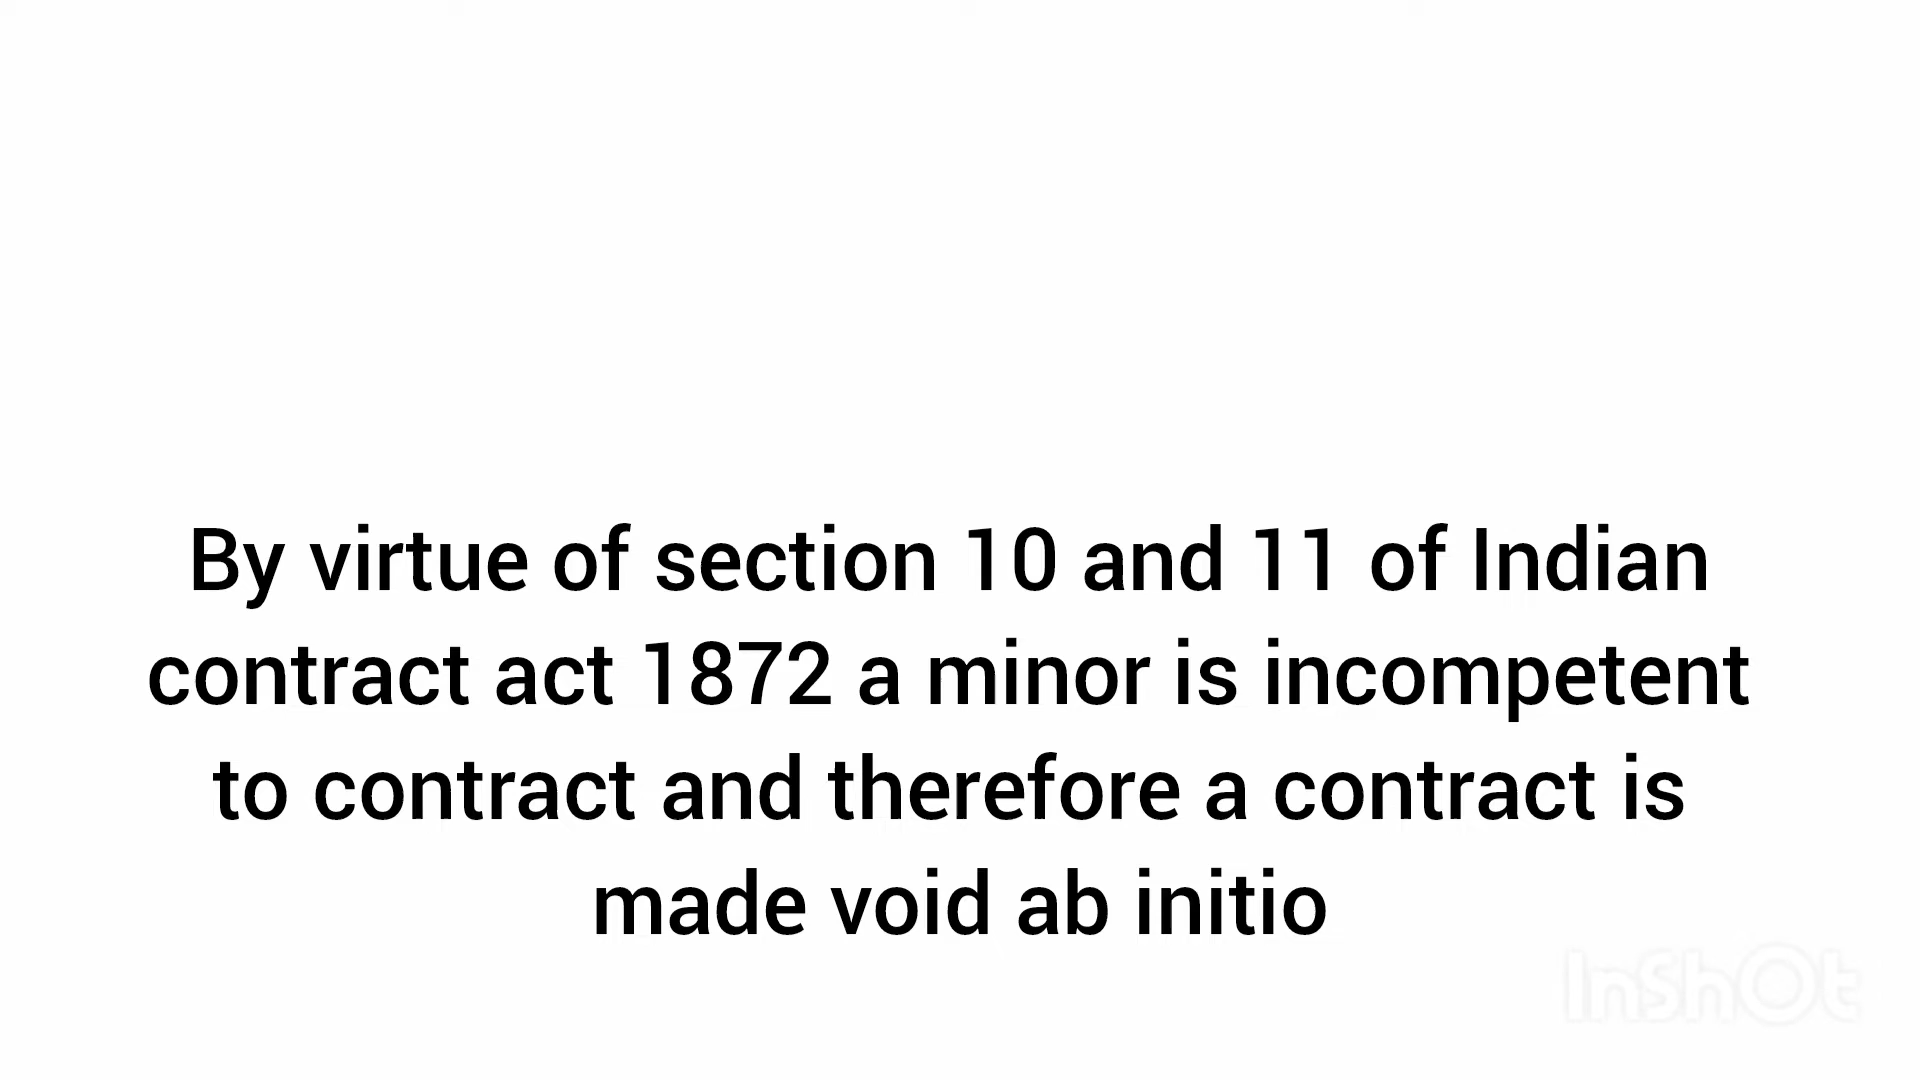 By virtue of section 10 and 11 of Indian
contract act 1872 a minor is incompetent
to contract and therefore a contract is
made void ab initio
InShOt